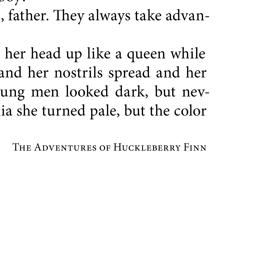 , father. They always take advan-
her head up like a queen while
and her nostrils spread and her
ung men looked dark, but nev-
ia she turned pale, but the color
The Adventures of Huckleberry Finn